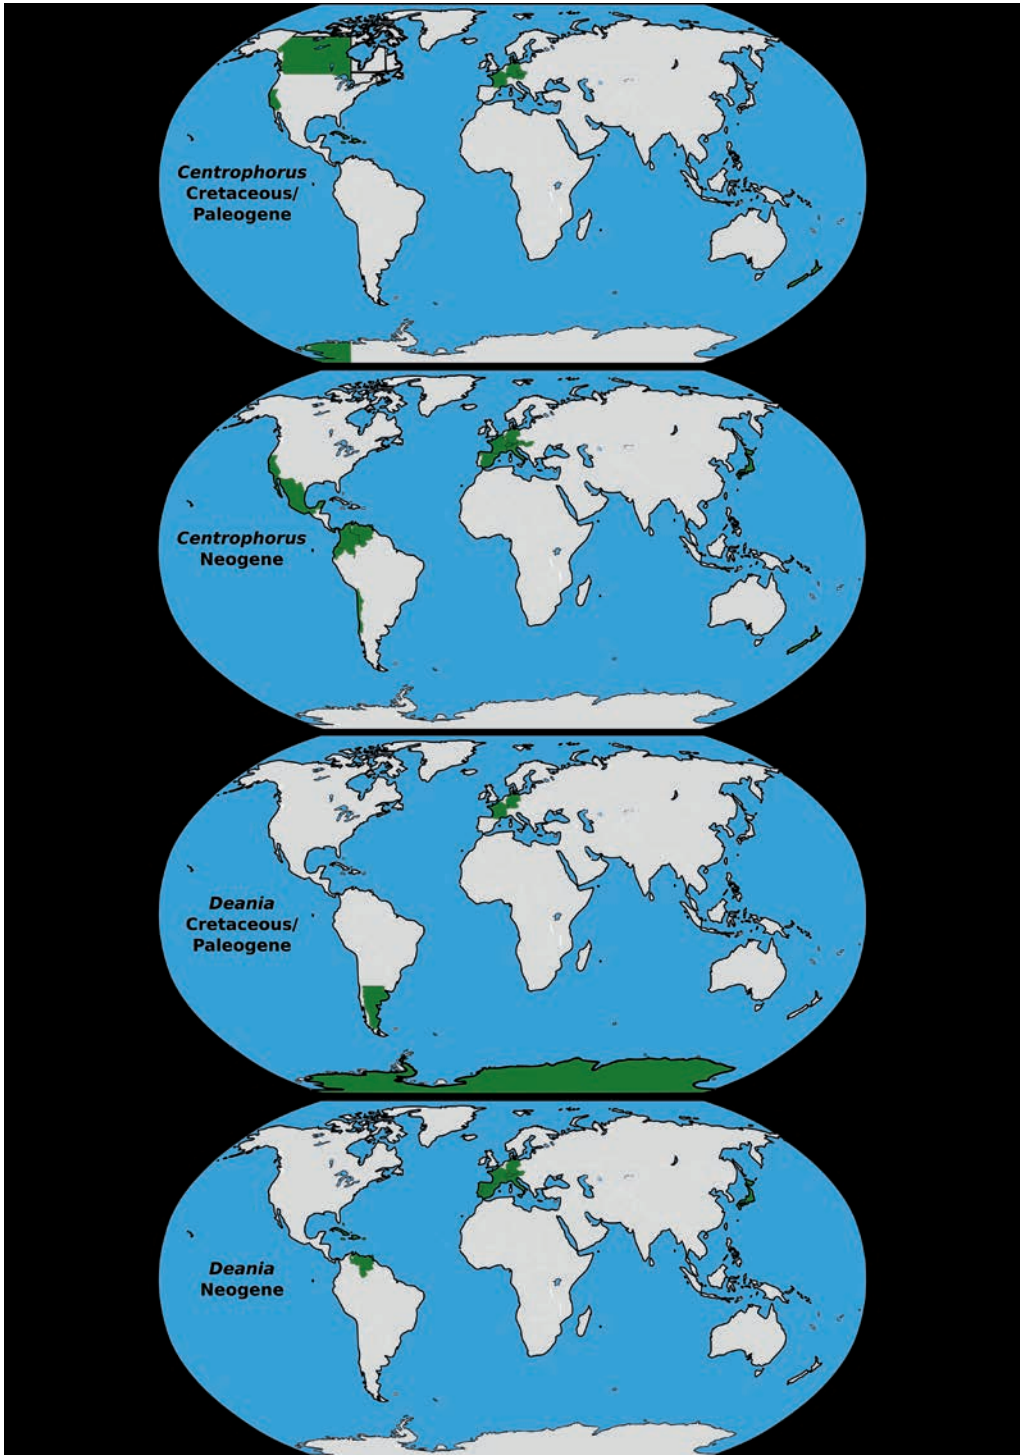 Centrophorus
Cretaceous/
Paleogene
Centrophorus
Neogene
Deania
Cretaceous/
Paleogene
Deania
Neogene